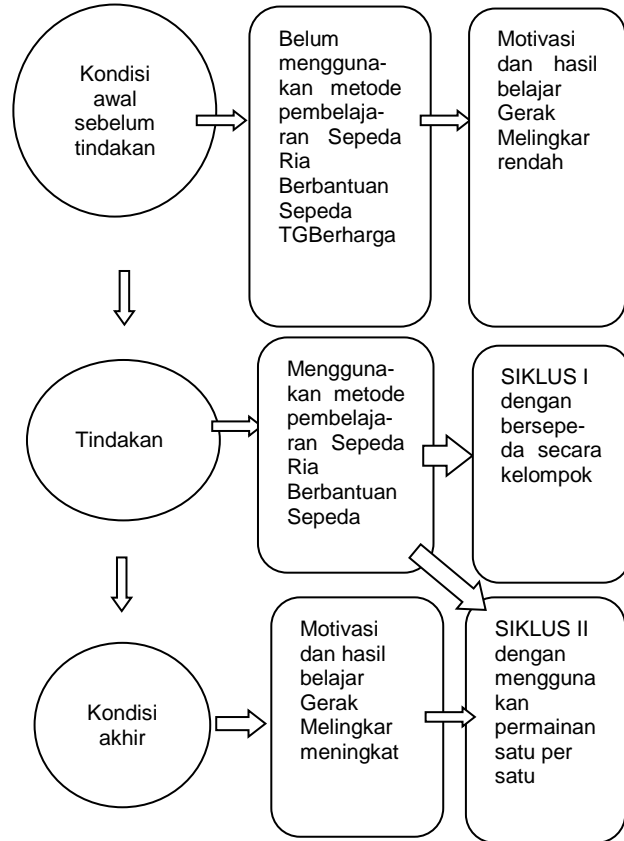 Kondisi
awal
sebelum
tindakan
Belum
mengguna-
kan metode
pembelaja-
ran Sepeda
Ria
Berbantuan
Sepeda
TGBerharga
Motivasi
dan hasil
belajar
Gerak
Melingkar
rendah
Tindakan
Mengguna-
kan metode
pembelaja-
ran Sepeda
Ria
Berbantuan
Sepeda
SIKLUS I
dengan
bersepe-
da secara
kelompok
Kondisi
akhir
Motivasi
dan hasil
belajar
Gerak
Melingkar
meningkat
SIKLUS II
dengan
mengguna
kan
permainan
satu per
satu